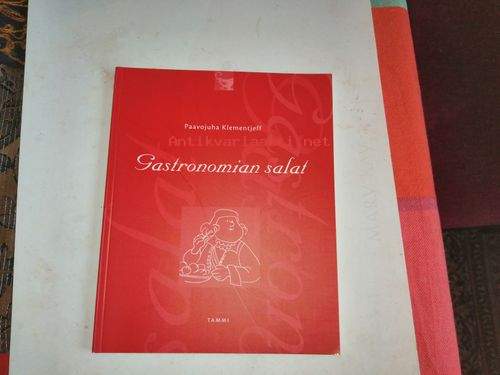 Paavojuha Klementjeff
Antikvariaatti.net
Gastronomian salat
TAMMI